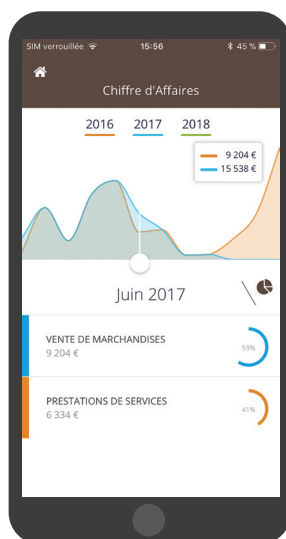 SIM verrouillée 15:56 45 %
Chiffre d'Affaires
2016 2017 2018
9 204 €
15 538 €
Juin 2017
VENTE DE MARCHANDISES
9 204 €
59%
PRESTATIONS DE SERVICES
6 334 €
41%